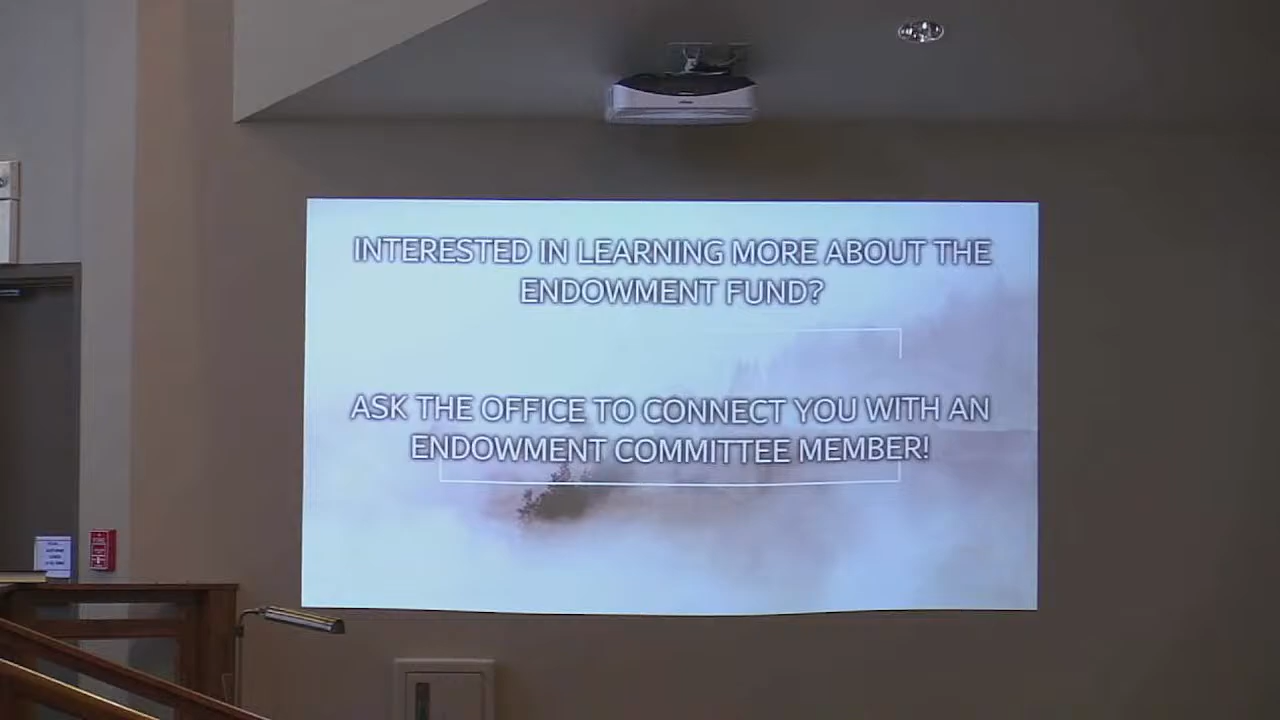 INTERESTED IN LEARNING MORE ABOUT THE
ENDOWMENT FUND?
ASK THE OFFICE TO CONNECT YOU WITH AN
ENDOWMENT COMMITTEE MEMBER!